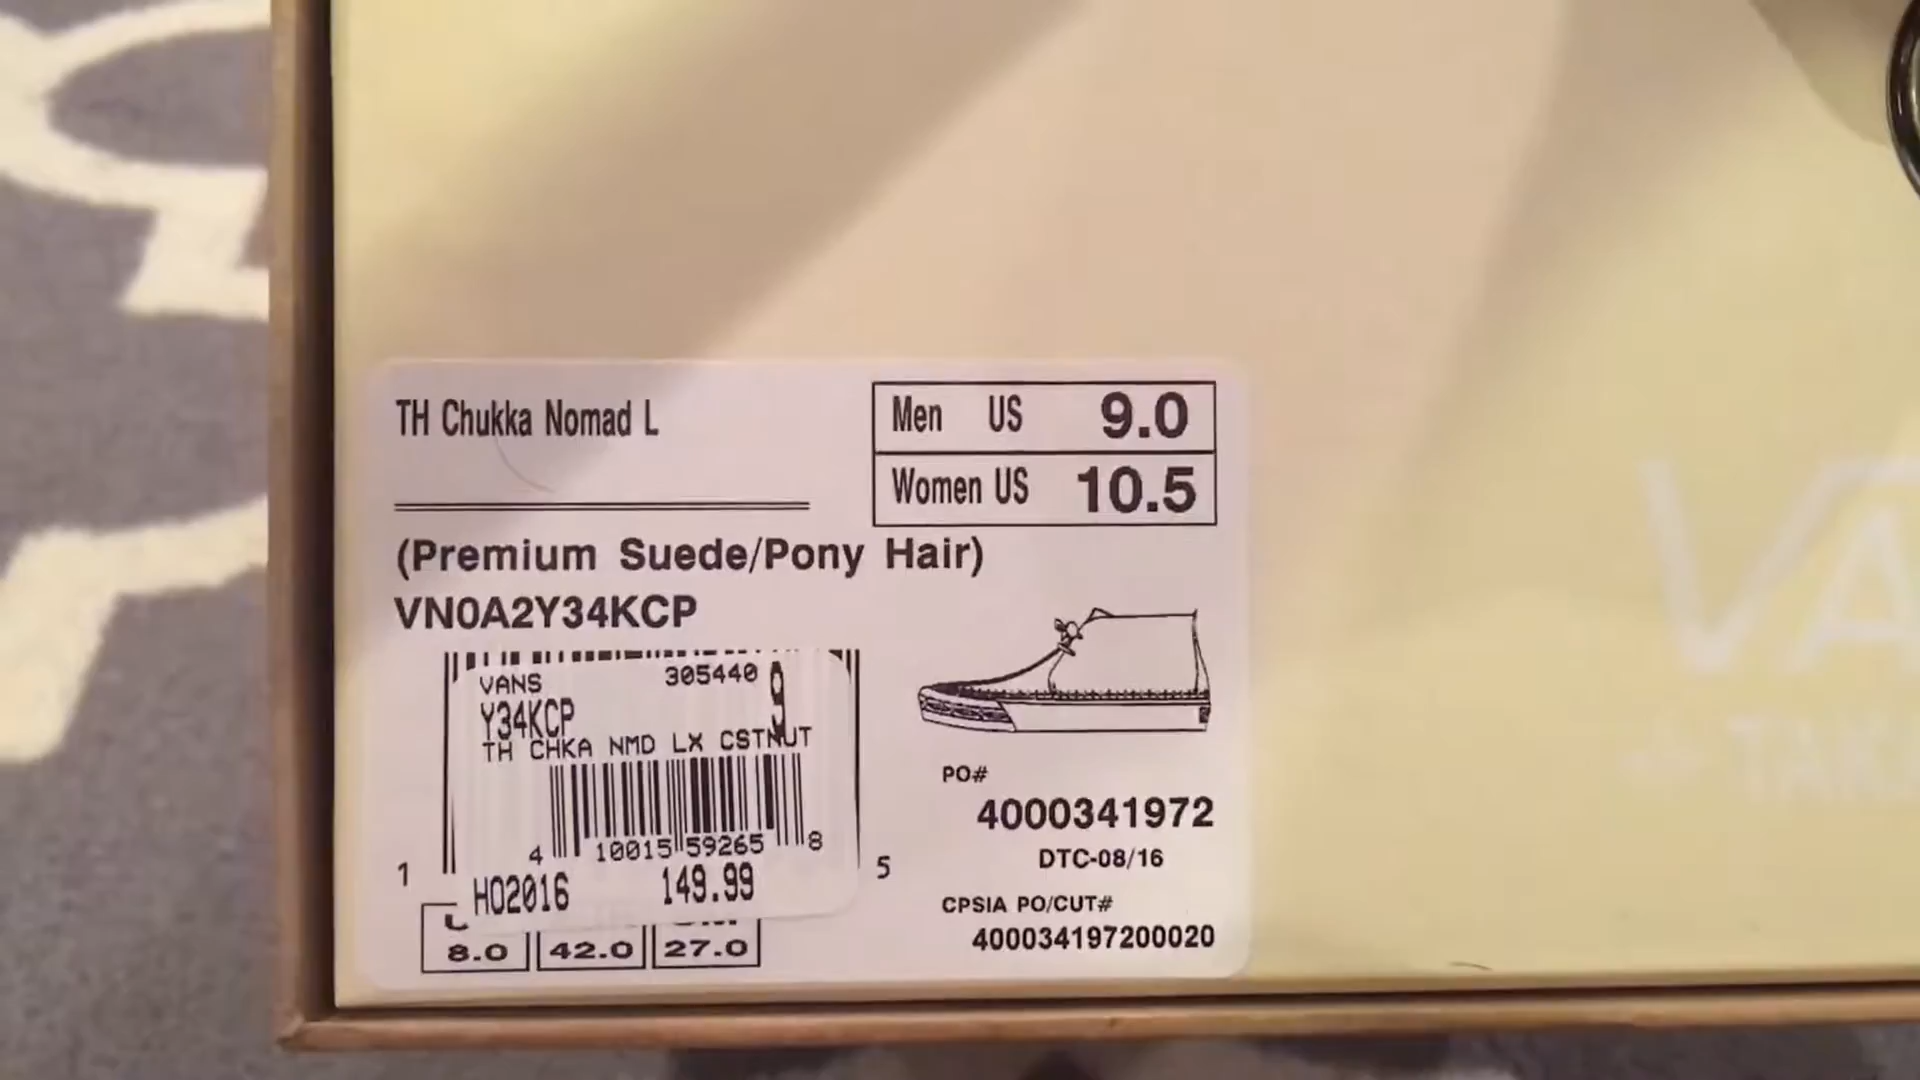 TH Chukka Nomad L
Men US 9.0
Women US 10.5
(Premium Suede/Pony Hair)
VN0A2Y34KCP
VANS 305440 9
Y34KCP
TH CHKA NMD LX CSTNUT
4 10015 59265 8
1 5
HO2016 149.99
8.0 42.0 27.0
PO#
4000341972
DTC-08/16
CPSIA PO/CUT#
400034197200020